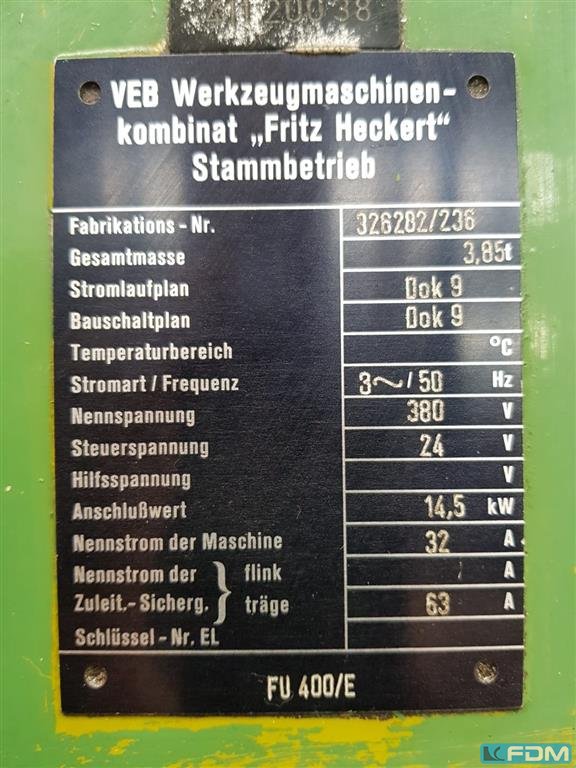 VEB Werkzeugmaschinen-
kombinat „Fritz Heckert"
Stammbetrieb
Fabrikations-Nr. 326282/236
Gesamtmasse 3,85t
Stromlaufplan Dok 9
Bauschaltplan Dok 9
Temperaturbereich °C
Stromart/Frequenz 3~/50 Hz
Nennspannung 380 V
Steuerspannung 24 V
Hilfsspannung V
Anschlußwert 14,5 kW
Nennstrom der Maschine 32 A
Nennstrom der } flink / A
Zuleit.-Sicherg. } träge 63 A
Schlüssel-Nr. EL
FU 400/E
KFDM